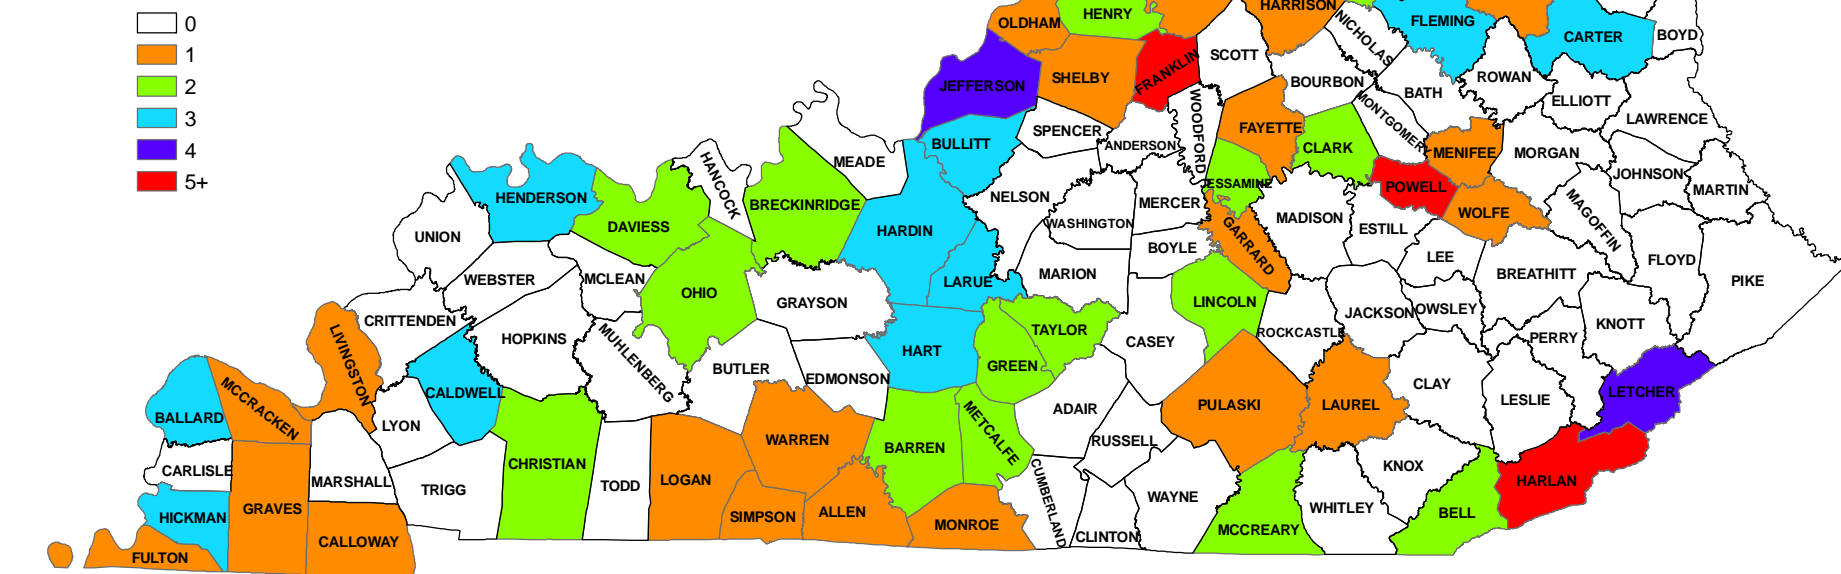 0
1
2
3
4
5+
OLDHAM
HENRY
HARRISON
NICHOLAS
FLEMING
CARTER
BOYD
JEFFERSON
SHELBY
FRANKLIN
SCOTT
BOURBON
BATH
ROWAN
ELLIOTT
LAWRENCE
BULLITT
SPENCER
ANDERSON
WOODFORD
FAYETTE
CLARK
MONTGOMERY
MENIFEE
MORGAN
JOHNSON
MARTIN
HENDERSON
HANCOCK
MEADE
BRECKINRIDGE
DAVIESS
NELSON
WASHINGTON
MERCER
JESSAMINE
MADISON
POWELL
ESTILL
WOLFE
MAGOFFIN
UNION
WEBSTER
MCLEAN
OHIO
GRAYSON
HARDIN
LARUE
MARION
BOYLE
GARRARD
LEE
BREATHITT
FLOYD
PIKE
CRITTENDEN
HOPKINS
MUHLENBERG
BUTLER
EDMONSON
HART
GREEN
TAYLOR
CASEY
LINCOLN
ROCKCASTLE
JACKSON
OWSLEY
PERRY
KNOTT
LIVINGSTON
CALDWELL
LYON
BALLARD
MCCRACKEN
WARREN
BARREN
METCALFE
ADAIR
RUSSELL
PULASKI
LAUREL
CLAY
LESLIE
LETCHER
CARLISLE
MARSHALL
TRIGG
CHRISTIAN
TODD
LOGAN
SIMPSON
ALLEN
MONROE
CUMBERLAND
CLINTON
WAYNE
MCCREARY
WHITLEY
KNOX
BELL
HARLAN
HICKMAN
GRAVES
CALLOWAY
FULTON